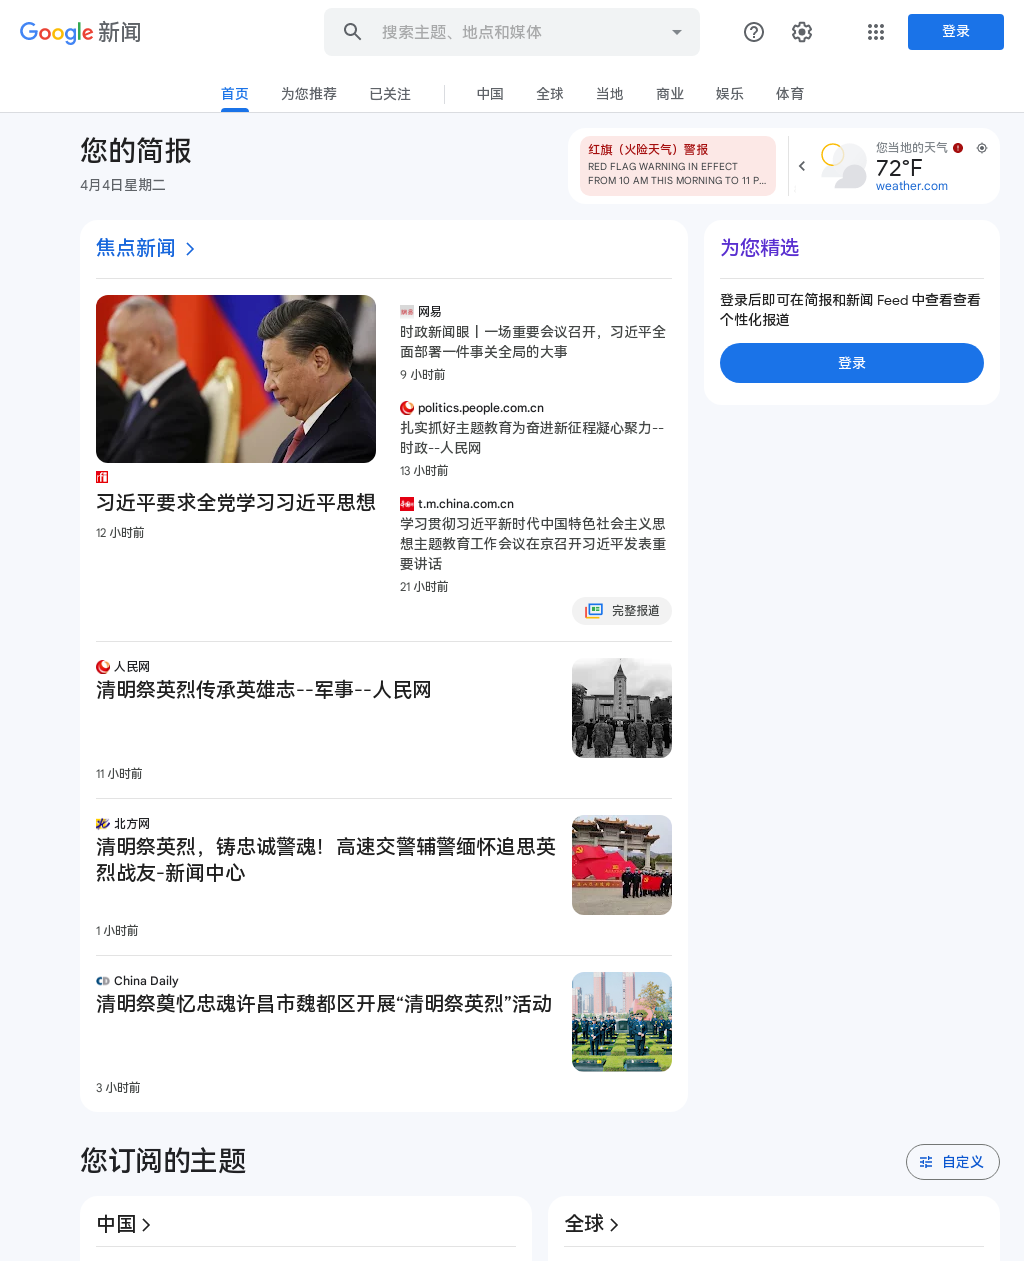 Google 新闻
搜索主题、地点和媒体
登录
首页
为您推荐
已关注
中国
全球
当地
商业
娱乐
体育
您的简报
4月4日星期二
红旗（火险天气）警报
RED FLAG WARNING IN EFFECT
FROM 10 AM THIS MORNING TO 11 P…
您当地的天气
72°F
weather.com
焦点新闻
习近平要求全党学习习近平思想
12 小时前
网易
时政新闻眼丨一场重要会议召开，习近平全
面部署一件事关全局的大事
9 小时前
politics.people.com.cn
扎实抓好主题教育为奋进新征程凝心聚力--
时政--人民网
13 小时前
t.m.china.com.cn
学习贯彻习近平新时代中国特色社会主义思
想主题教育工作会议在京召开习近平发表重
要讲话
21 小时前
完整报道
人民网
清明祭英烈传承英雄志--军事--人民网
11 小时前
北方网
清明祭英烈，铸忠诚警魂！高速交警辅警缅怀追思英
烈战友-新闻中心
1 小时前
China Daily
清明祭奠忆忠魂许昌市魏都区开展“清明祭英烈”活动
3 小时前
为您精选
登录后即可在简报和新闻 Feed 中查看查看
个性化报道
登录
您订阅的主题
自定义
中国
全球